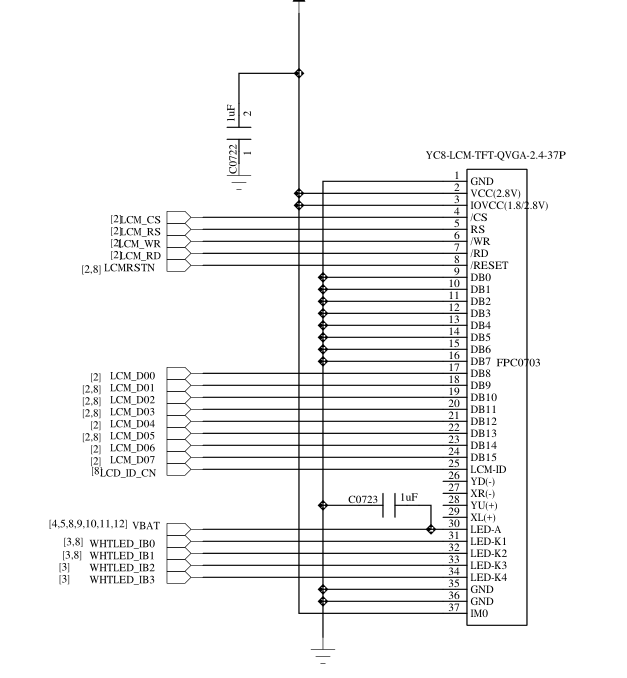 1uF
2
C0722
1
YC8-LCM-TFT-QVGA-2.4-37P
1 GND
2 VCC(2.8V)
3 IOVCC(1.8/2.8V)
[2]LCM_CS 4 /CS
[2]LCM_RS 5 RS
[2]LCM_WR 6 /WR
[2]LCM_RD 7 /RD
[2,8] LCMRSTN 8 /RESET
9 DB0
10 DB1
11 DB2
12 DB3
13 DB4
14 DB5
15 DB6
16 DB7 FPC0703
[2] LCM_D00 17 DB8
[2,8] LCM_D01 18 DB9
[2,8] LCM_D02 19 DB10
[2,8] LCM_D03 20 DB11
[2] LCM_D04 21 DB12
[2,8] LCM_D05 22 DB13
[2] LCM_D06 23 DB14
[2] LCM_D07 24 DB15
[8]LCD_ID_CN 25 LCM-ID
26 YD(-)
27 XR(-)
C0723 1uF 28 YU(+)
29 XL(+)
[4,5,8,9,10,11,12] VBAT 30 LED-A
[3,8] WHTLED_IB0 31 LED-K1
[3,8] WHTLED_IB1 32 LED-K2
[3] WHTLED_IB2 33 LED-K3
[3] WHTLED_IB3 34 LED-K4
35 GND
36 GND
37 IM0